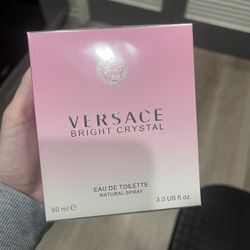 VERSACE
BRIGHT CRYSTAL
EAU DE TOILETTE
NATURAL SPRAY
90 ml e 3.0 US fl.oz.